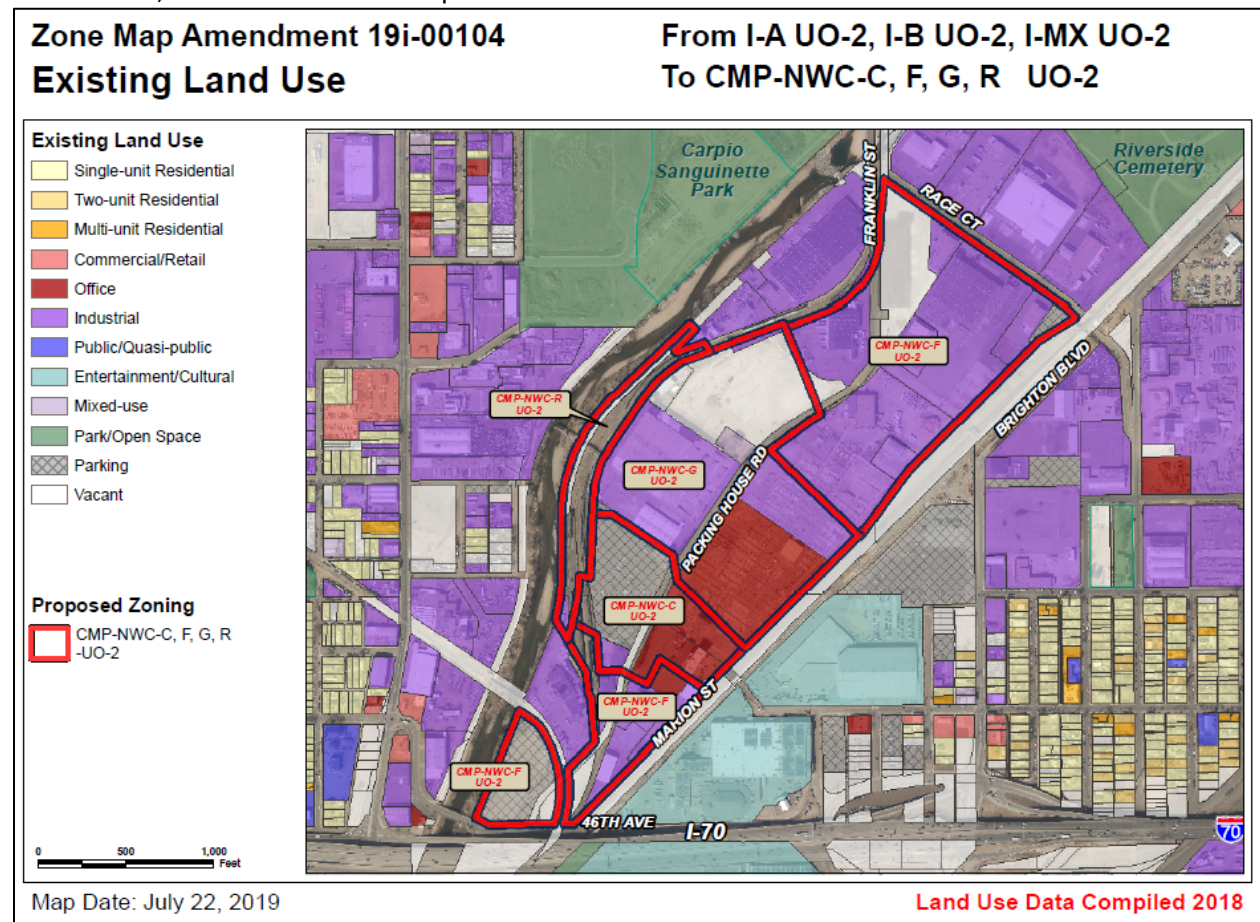 Zone Map Amendment 19i-00104
From I-A UO-2, I-B UO-2, I-MX UO-2
Existing Land Use
To CMP-NWC-C, F, G, R UO-2
Existing Land Use
Single-unit Residential
Two-unit Residential
Multi-unit Residential
Commercial/Retail
Office
Industrial
Public/Quasi-public
Entertainment/Cultural
Mixed-use
Park/Open Space
Parking
Vacant
Proposed Zoning
CMP-NWC-C, F, G, R
-UO-2
0 500 1,000
Feet
Carpio
Sanguinette
Park
FRANKLIN ST
RACE CT
Riverside
Cemetery
CMP-NWC-F
UO-2
BRIGHTON BLVD
CMP-NWC-R
UO-2
CMP-NWC-G
UO-2
PACKING HOUSE RD
CMP-NWC-C
UO-2
CMP-NWC-F
UO-2
MARION ST
CMP-NWC-F
UO-2
46TH AVE
I-70
70
Map Date: July 22, 2019
Land Use Data Compiled 2018